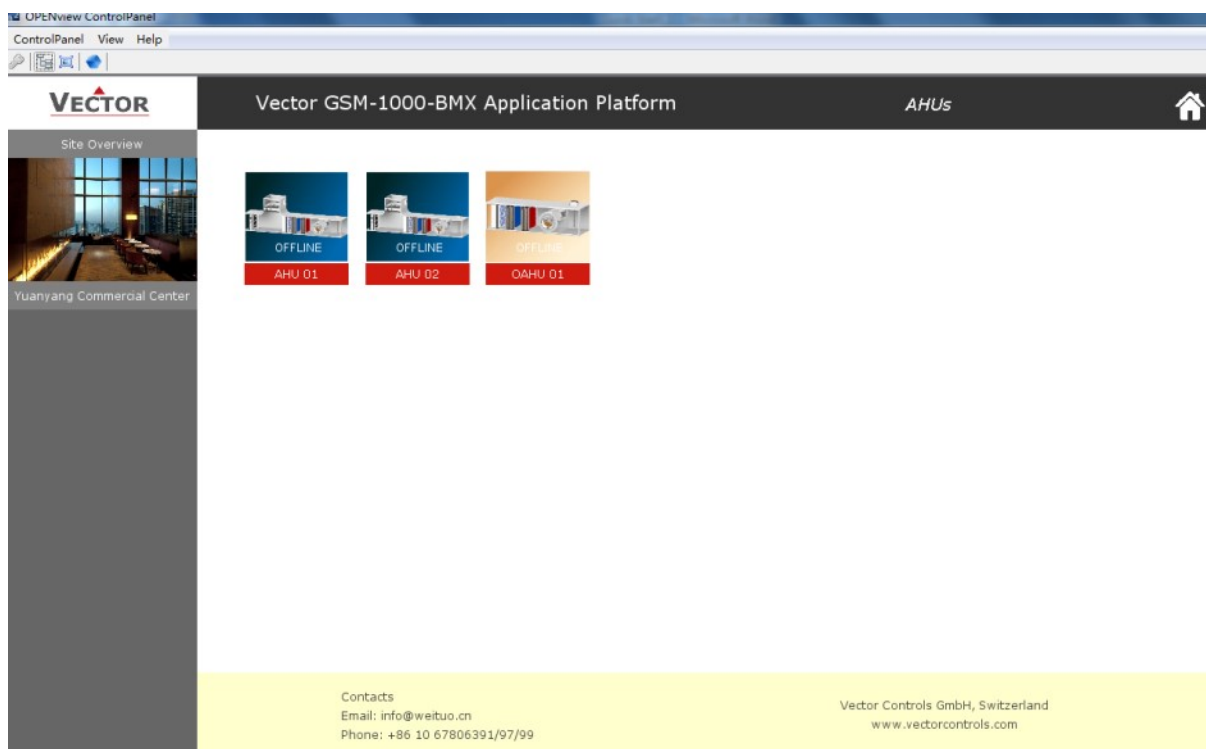 OPENview ControlPanel
ControlPanel View Help
VECTOR
Vector GSM-1000-BMX Application Platform
AHUs
Site Overview
OFFLINE
AHU 01
OFFLINE
AHU 02
OFFLINE
OAHU 01
Yuanyang Commercial Center
Contacts
Email: info@weituo.cn
Phone: +86 10 67806391/97/99
Vector Controls GmbH, Switzerland
www.vectorcontrols.com